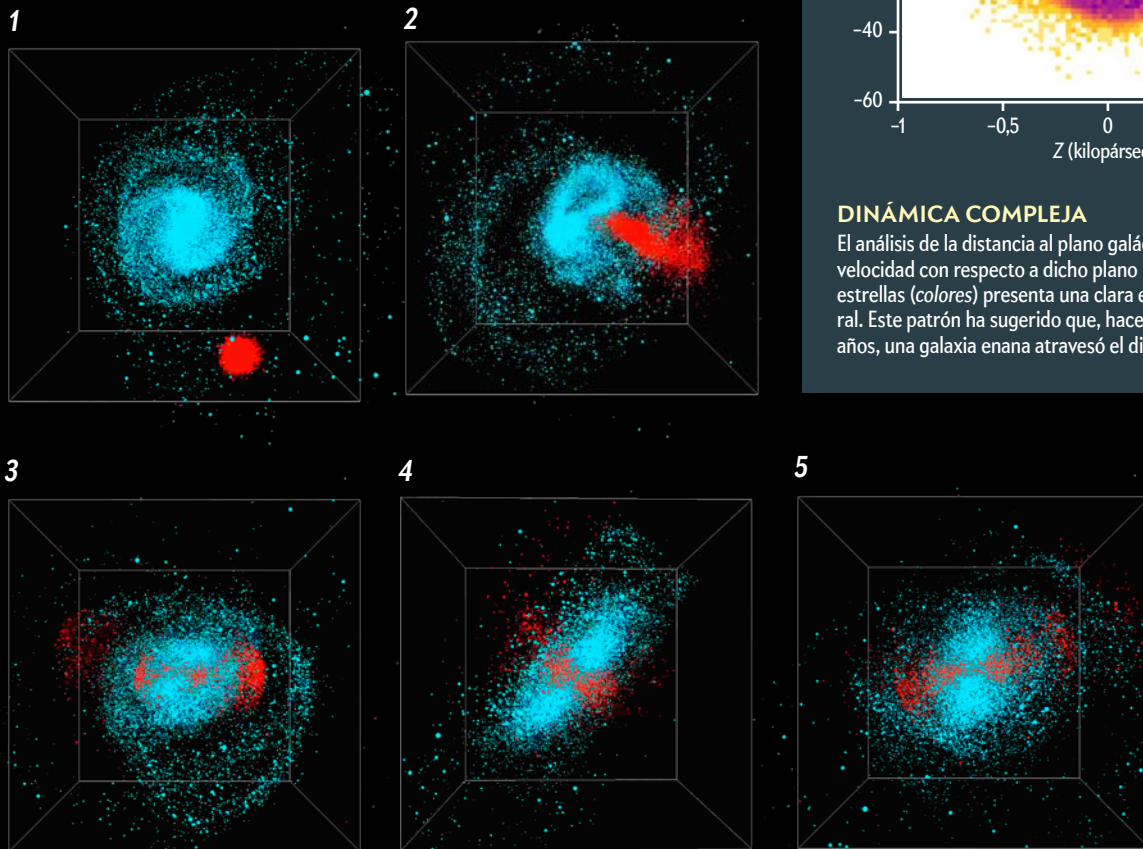 1
2
-40
-60
-1
-0,5
0
Z (kilopársec
DINÁMICA COMPLEJA
El análisis de la distancia al plano galác
velocidad con respecto a dicho plano
estrellas (colores) presenta una clara e
ral. Este patrón ha sugerido que, hace
años, una galaxia enana atravesó el di
3
4
5